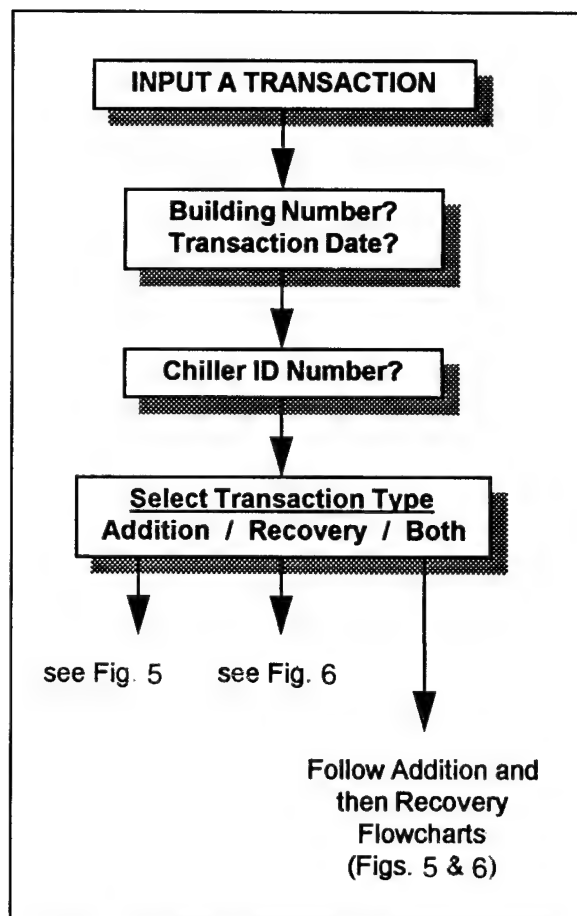 INPUT A TRANSACTION
Building Number?
Transaction Date?
Chiller ID Number?
Select Transaction Type
Addition / Recovery / Both
see Fig. 5
see Fig. 6
Follow Addition and
then Recovery
Flowcharts
(Figs. 5 & 6)